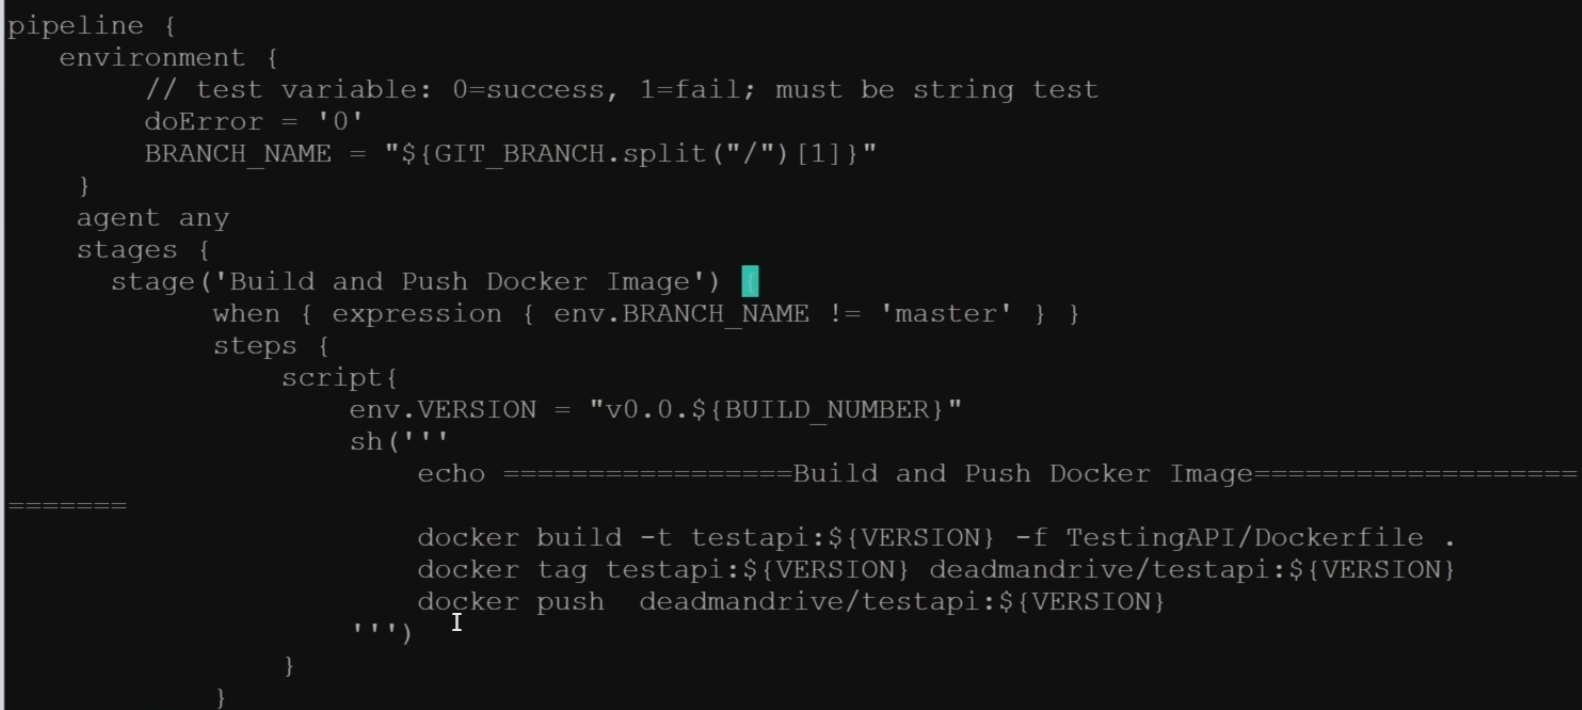 pipeline {
   environment {
        // test variable: 0=success, 1=fail; must be string test
        doError = '0'
        BRANCH_NAME = "${GIT_BRANCH.split("/")[1]}"
    }
    agent any
    stages {
      stage('Build and Push Docker Image') {
            when { expression { env.BRANCH_NAME != 'master' } }
            steps {
                script{
                    env.VERSION = "v0.0.${BUILD_NUMBER}"
                    sh('''
                        echo =================Build and Push Docker Image===================
=======
                        docker build -t testapi:${VERSION} -f TestingAPI/Dockerfile .
                        docker tag testapi:${VERSION} deadmandrive/testapi:${VERSION}
                        docker push  deadmandrive/testapi:${VERSION}
                    ''')
                }
            }